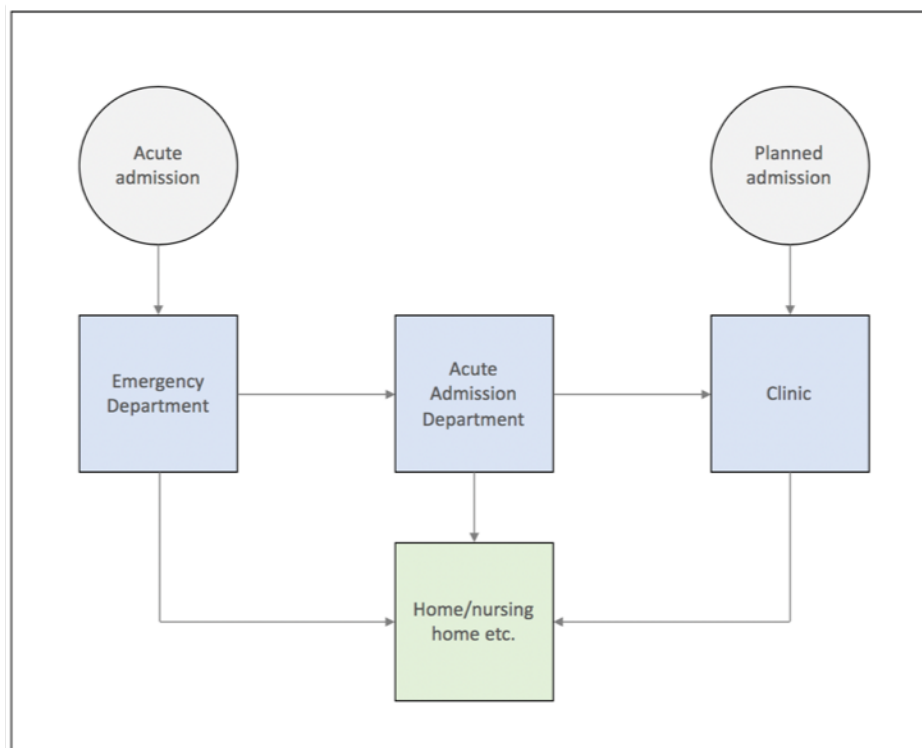 Acute
admission
Planned
admission
Emergency
Department
Acute
Admission
Department
Clinic
Home/nursing
home etc.